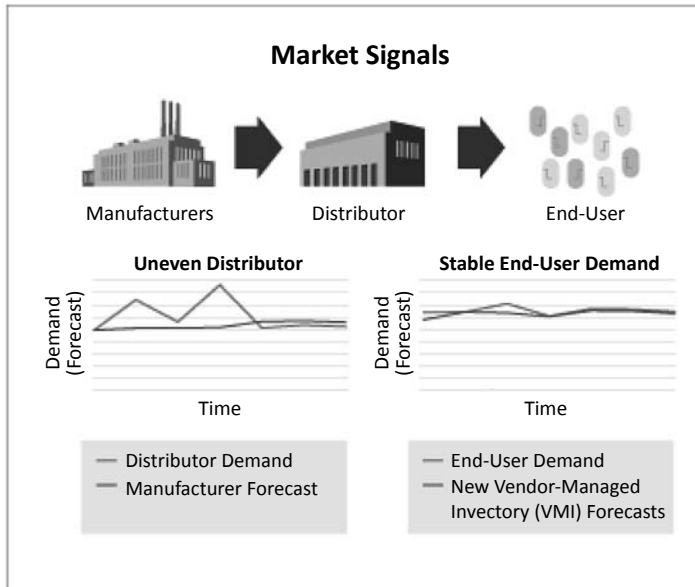 Market Signals
Manufacturers
Distributor
End-User
Uneven Distributor
Stable End-User Demand
Demand
(Forecast)
Demand
(Forecast)
Time
Time
Distributor Demand
Manufacturer Forecast
End-User Demand
New Vendor-Managed
Invectory (VMI) Forecasts